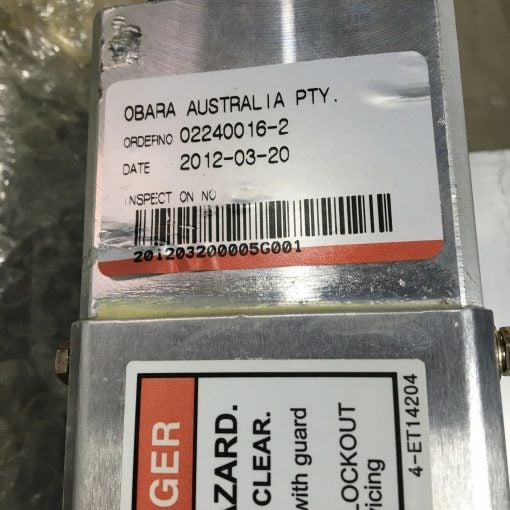 OBARA AUSTRALIA PTY.
ORDERNO 02240016-2
DATE 2012-03-20
INSPECT ON NO
201203200005G001
GER
AZARD.
CLEAR.
with guard
LOCKOUT
vicing
4-ET14204